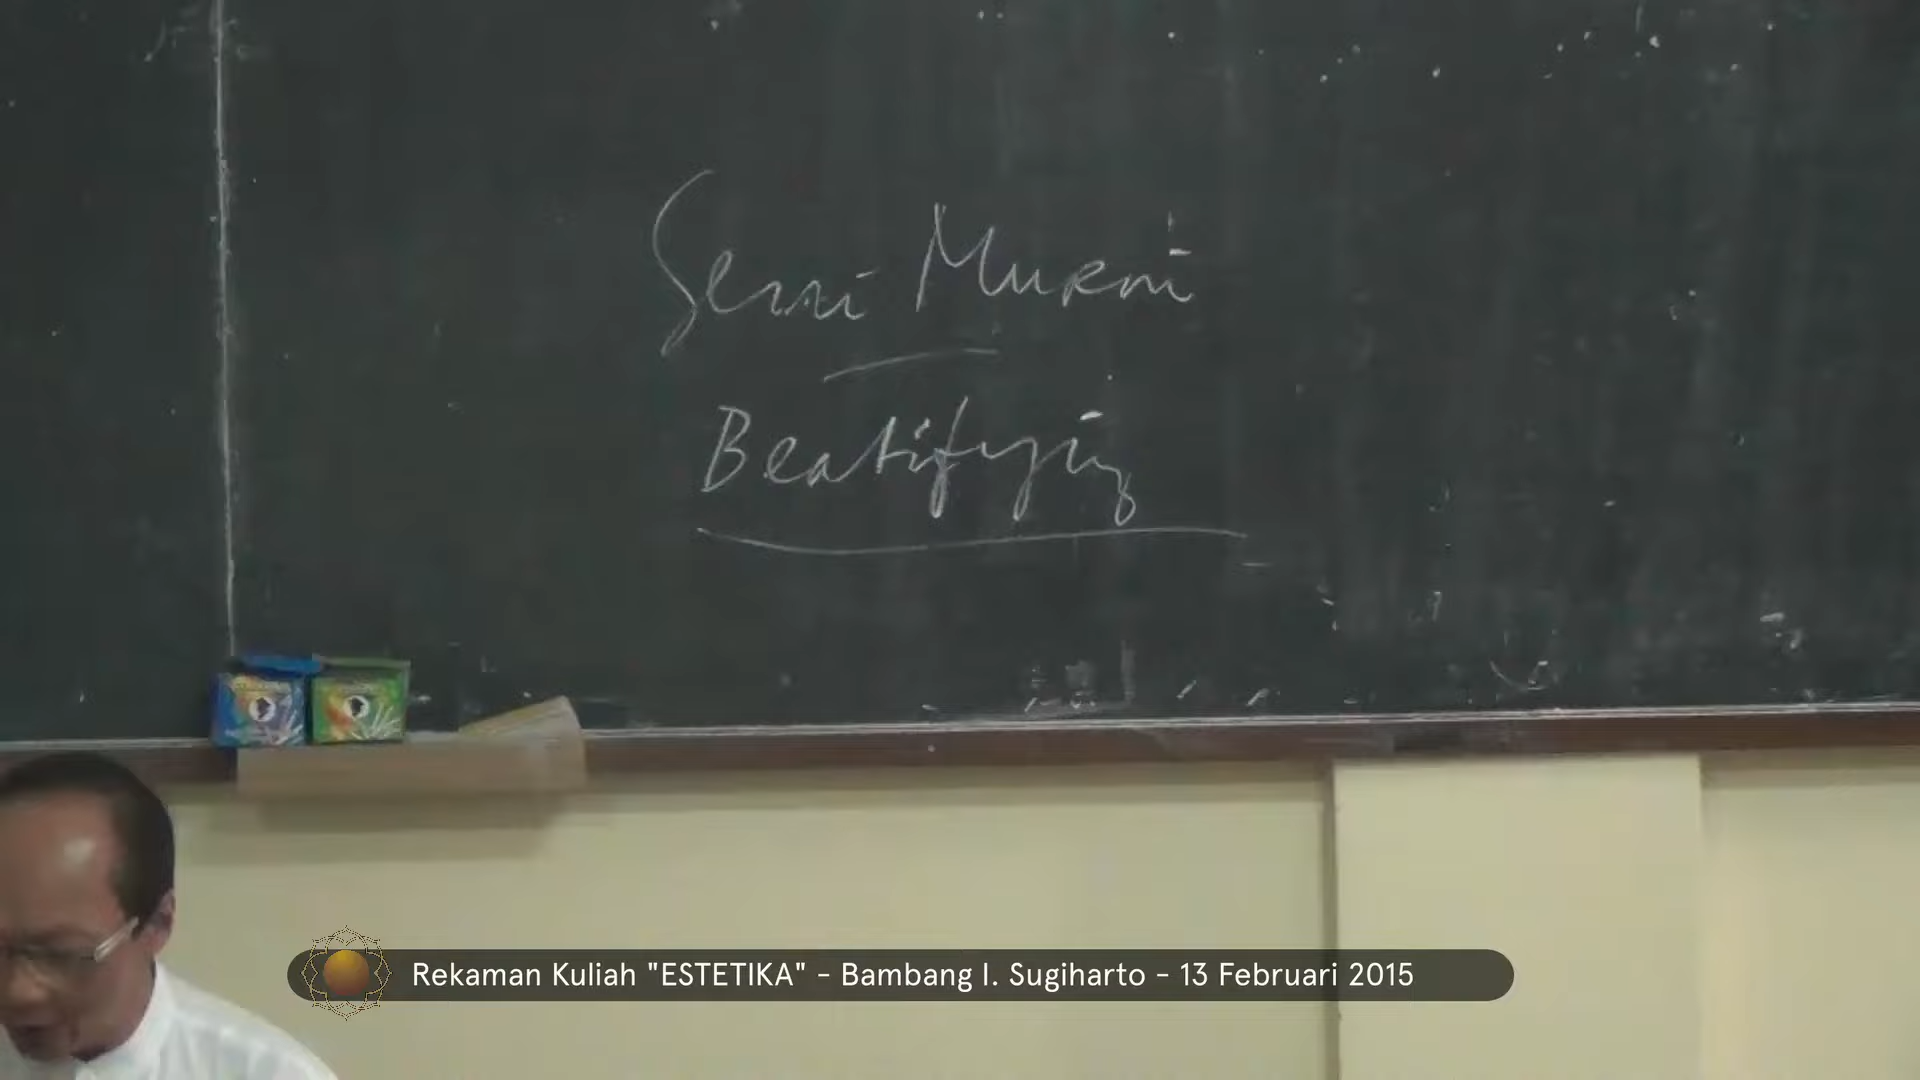 Seni Murni
Beatifying
Rekaman Kuliah "ESTETIKA" - Bambang I. Sugiharto - 13 Februari 2015